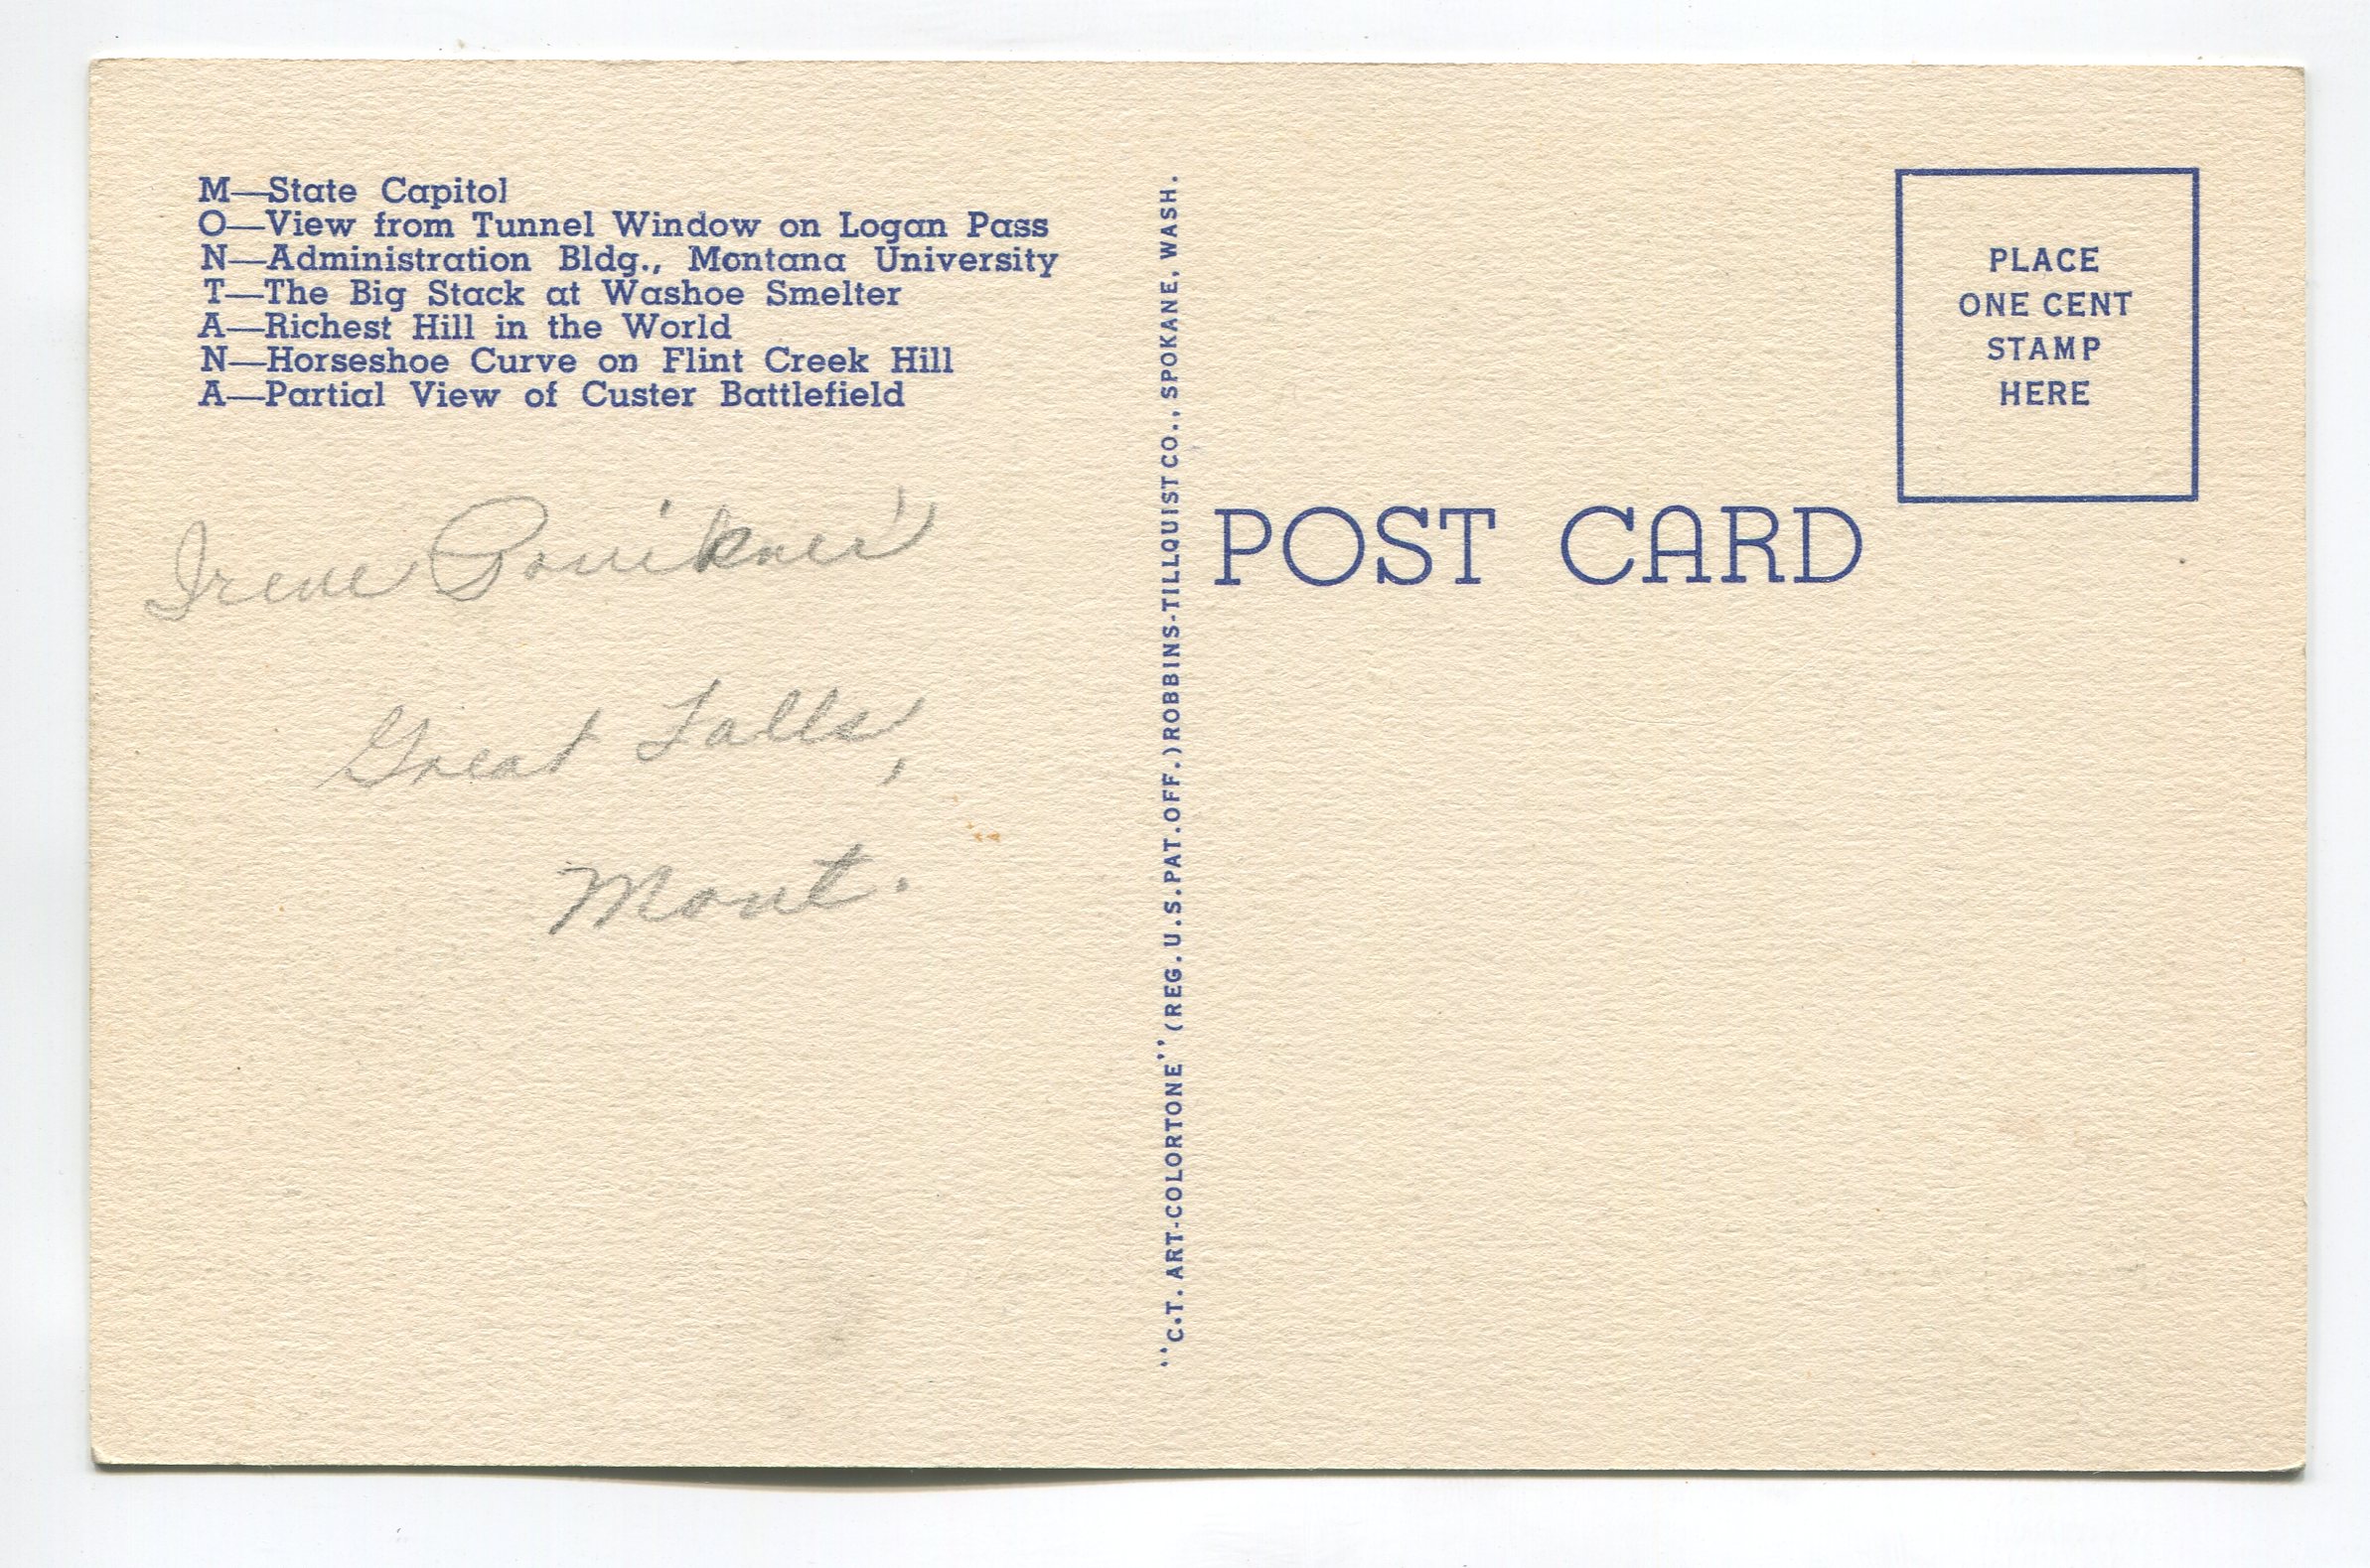 M—State Capitol
O—View from Tunnel Window on Logan Pass
N—Administration Bldg., Montana University
T—The Big Stack at Washoe Smelter
A—Richest Hill in the World
N—Horseshoe Curve on Flint Creek Hill
A—Partial View of Custer Battlefield
Irene
Great Falls,
Mont.
"C.T. ART-COLORTONE" (REG. U.S. PAT. OFF.) ROBBINS-TILLQUIST CO., SPOKANE, WASH.
POST CARD
PLACE
ONE CENT
STAMP
HERE